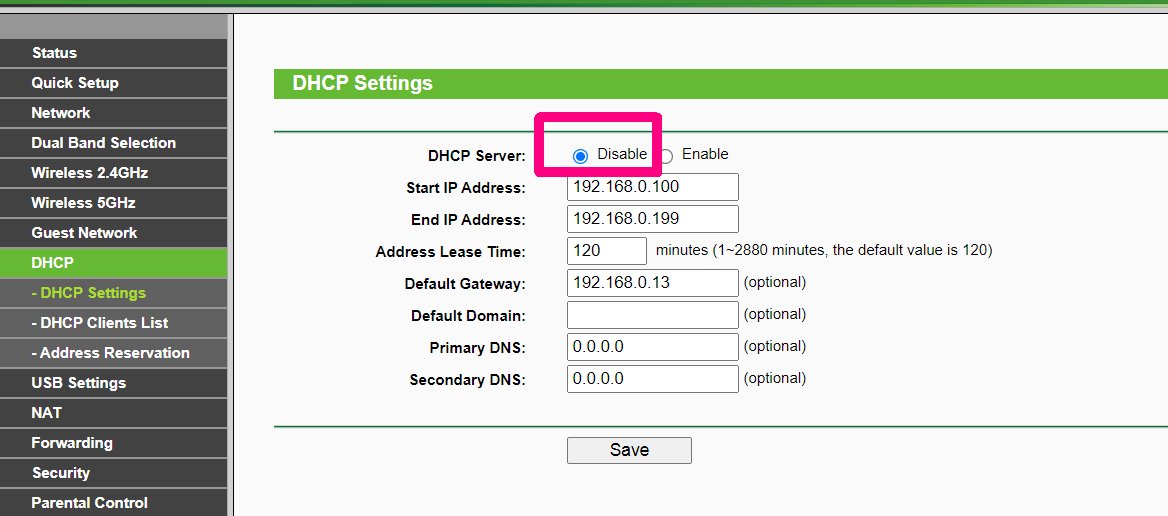 Status
Quick Setup
Network
Dual Band Selection
Wireless 2.4GHz
Wireless 5GHz
Guest Network
DHCP
- DHCP Settings
- DHCP Clients List
- Address Reservation
USB Settings
NAT
Forwarding
Security
Parental Control
DHCP Settings
DHCP Server: Disable Enable
Start IP Address: 192.168.0.100
End IP Address: 192.168.0.199
Address Lease Time: 120 minutes (1~2880 minutes, the default value is 120)
Default Gateway: 192.168.0.13 (optional)
Default Domain: (optional)
Primary DNS: 0.0.0.0 (optional)
Secondary DNS: 0.0.0.0 (optional)
Save